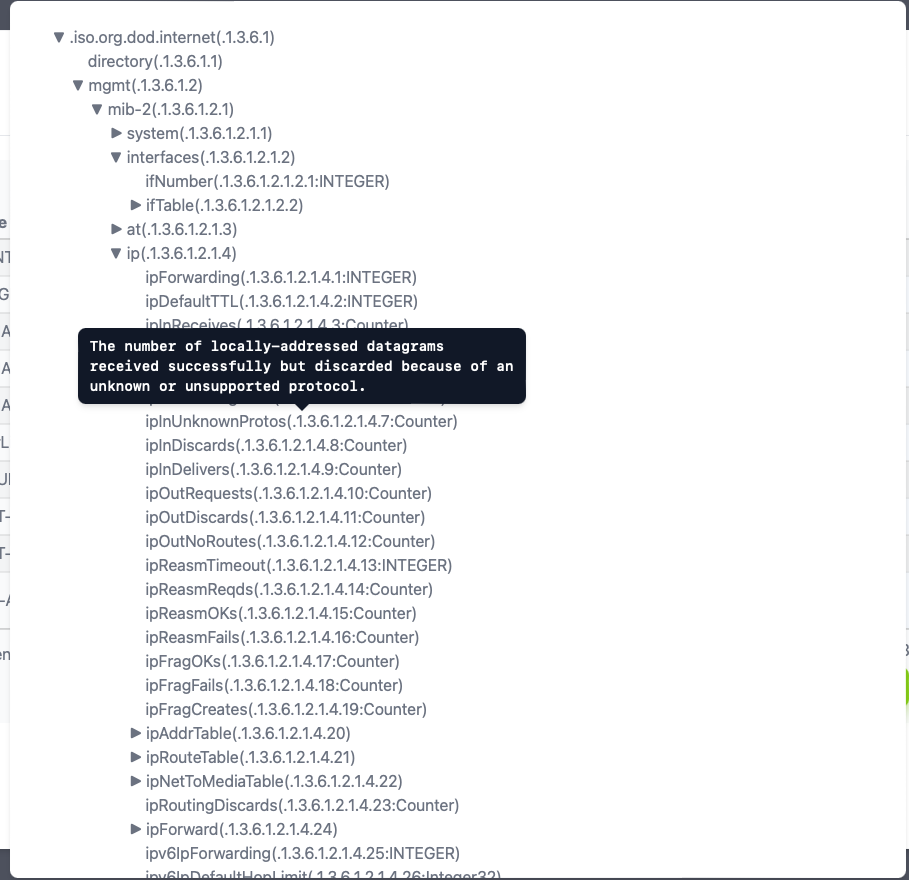 ▼ .iso.org.dod.internet(.1.3.6.1)
directory(.1.3.6.1.1)
▼ mgmt(.1.3.6.1.2)
▼ mib-2(.1.3.6.1.2.1)
▶ system(.1.3.6.1.2.1.1)
▼ interfaces(.1.3.6.1.2.1.2)
ifNumber(.1.3.6.1.2.1.2.1:INTEGER)
▶ ifTable(.1.3.6.1.2.1.2.2)
▶ at(.1.3.6.1.2.1.3)
▼ ip(.1.3.6.1.2.1.4)
ipForwarding(.1.3.6.1.2.1.4.1:INTEGER)
ipDefaultTTL(.1.3.6.1.2.1.4.2:INTEGER)
ipInReceives(.1.3.6.1.2.1.4.3:Counter)
The number of locally-addressed datagrams
received successfully but discarded because of an
unknown or unsupported protocol.
ipInUnknownProtos(.1.3.6.1.2.1.4.7:Counter)
ipInDiscards(.1.3.6.1.2.1.4.8:Counter)
ipInDelivers(.1.3.6.1.2.1.4.9:Counter)
ipOutRequests(.1.3.6.1.2.1.4.10:Counter)
ipOutDiscards(.1.3.6.1.2.1.4.11:Counter)
ipOutNoRoutes(.1.3.6.1.2.1.4.12:Counter)
ipReasmTimeout(.1.3.6.1.2.1.4.13:INTEGER)
ipReasmReqds(.1.3.6.1.2.1.4.14:Counter)
ipReasmOKs(.1.3.6.1.2.1.4.15:Counter)
ipReasmFails(.1.3.6.1.2.1.4.16:Counter)
ipFragOKs(.1.3.6.1.2.1.4.17:Counter)
ipFragFails(.1.3.6.1.2.1.4.18:Counter)
ipFragCreates(.1.3.6.1.2.1.4.19:Counter)
▶ ipAddrTable(.1.3.6.1.2.1.4.20)
▶ ipRouteTable(.1.3.6.1.2.1.4.21)
▶ ipNetToMediaTable(.1.3.6.1.2.1.4.22)
ipRoutingDiscards(.1.3.6.1.2.1.4.23:Counter)
▶ ipForward(.1.3.6.1.2.1.4.24)
ipv6IpForwarding(.1.3.6.1.2.1.4.25:INTEGER)
ipv6IpDefaultHopLimit(.1.3.6.1.2.1.4.26:Integer32)